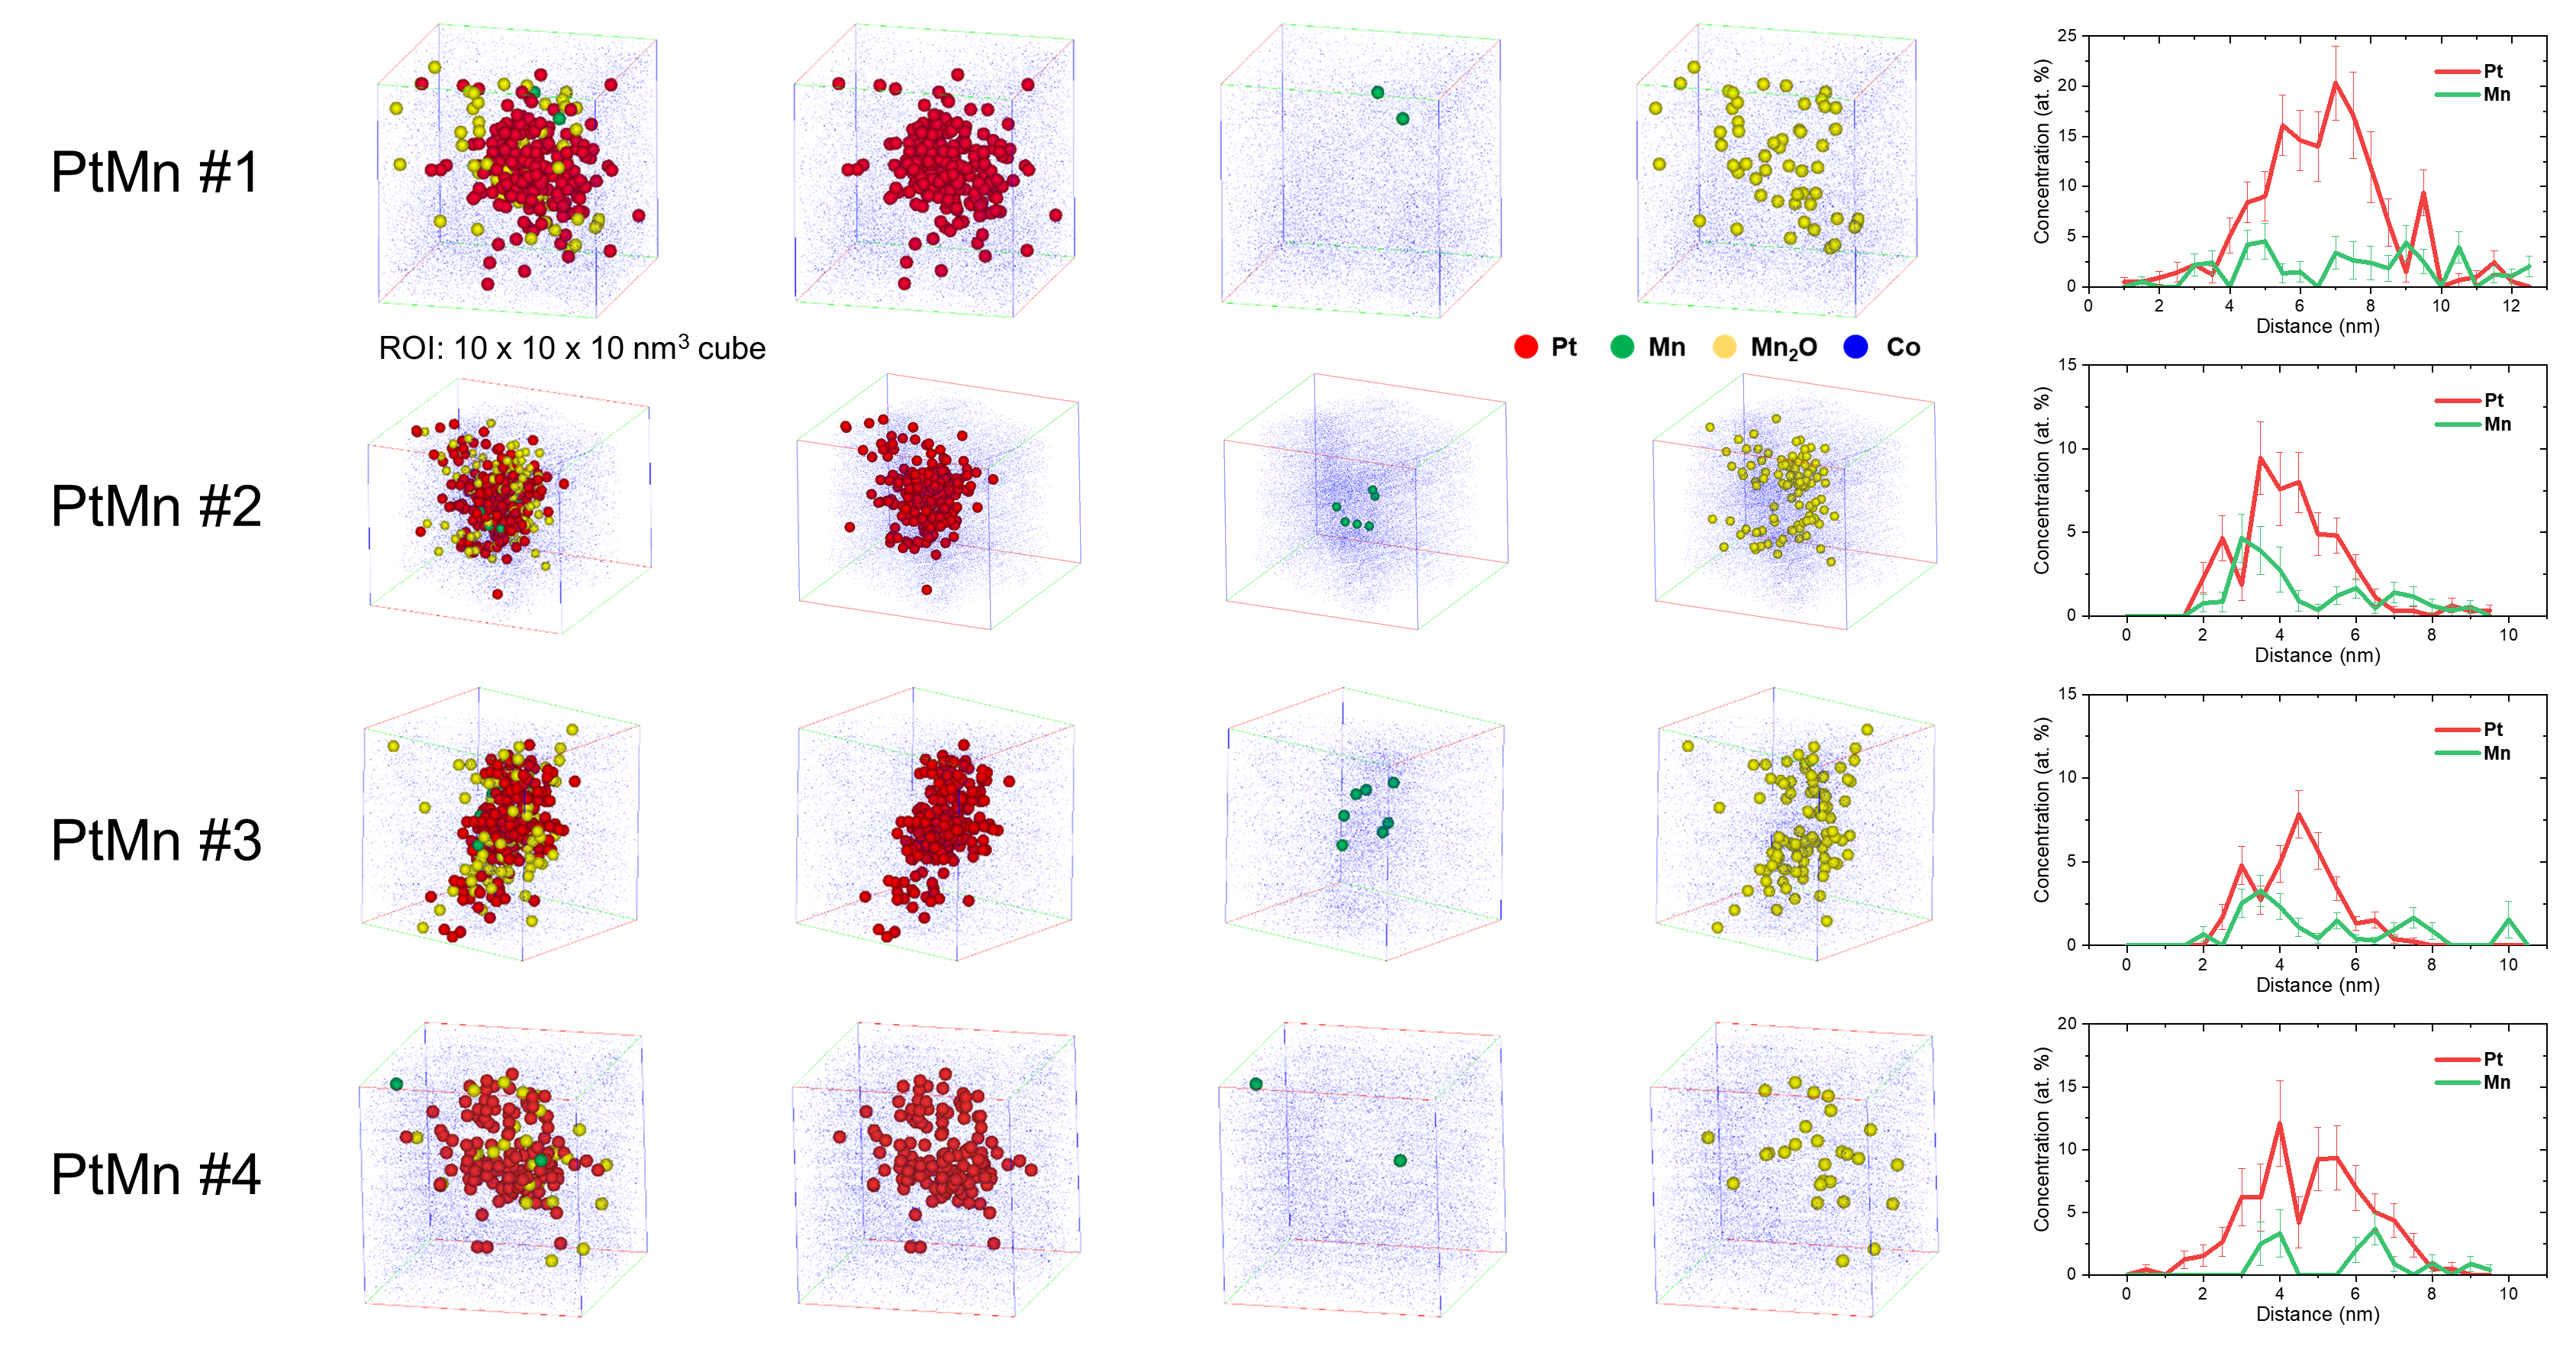 PtMn #1
25
20
15
10
5
0
Concentration (at. %)
Pt
Mn
0 2 4 6 8 10 12
Distance (nm)
ROI: 10 x 10 x 10 nm³ cube
Pt Mn Mn₂O Co
PtMn #2
15
10
5
0
Concentration (at. %)
Pt
Mn
0 2 4 6 8 10
Distance (nm)
PtMn #3
15
10
5
0
Concentration (at. %)
Pt
Mn
0 2 4 6 8 10
Distance (nm)
PtMn #4
20
15
10
5
0
Concentration (at. %)
Pt
Mn
0 2 4 6 8 10
Distance (nm)